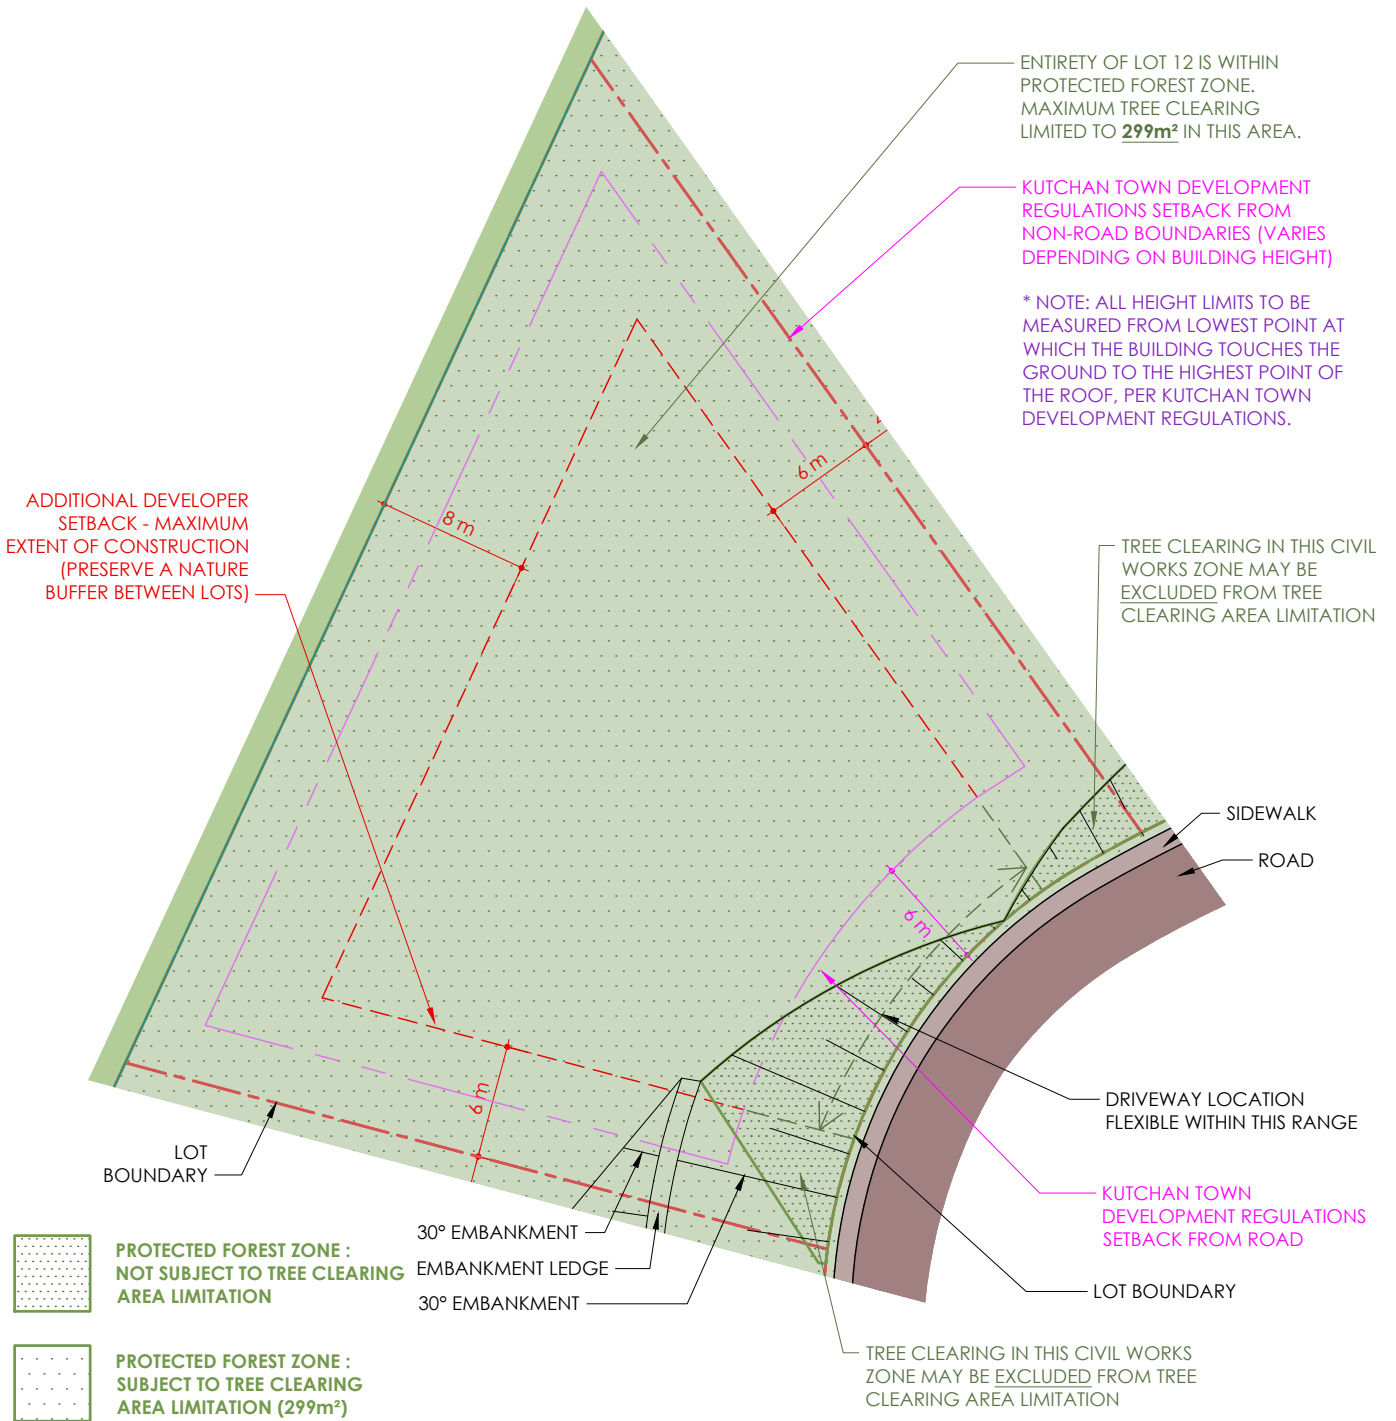 ENTIRETY OF LOT 12 IS WITHIN
PROTECTED FOREST ZONE.
MAXIMUM TREE CLEARING
LIMITED TO 299m² IN THIS AREA.
KUTCHAN TOWN DEVELOPMENT
REGULATIONS SETBACK FROM
NON-ROAD BOUNDARIES (VARIES
DEPENDING ON BUILDING HEIGHT)
* NOTE: ALL HEIGHT LIMITS TO BE
MEASURED FROM LOWEST POINT AT
WHICH THE BUILDING TOUCHES THE
GROUND TO THE HIGHEST POINT OF
THE ROOF, PER KUTCHAN TOWN
DEVELOPMENT REGULATIONS.
6 m
8 m
ADDITIONAL DEVELOPER
SETBACK - MAXIMUM
EXTENT OF CONSTRUCTION
(PRESERVE A NATURE
BUFFER BETWEEN LOTS)
TREE CLEARING IN THIS CIVIL
WORKS ZONE MAY BE
EXCLUDED FROM TREE
CLEARING AREA LIMITATION
SIDEWALK
ROAD
6 m
6 m
DRIVEWAY LOCATION
FLEXIBLE WITHIN THIS RANGE
LOT
BOUNDARY
KUTCHAN TOWN
DEVELOPMENT REGULATIONS
SETBACK FROM ROAD
30° EMBANKMENT
EMBANKMENT LEDGE
30° EMBANKMENT
LOT BOUNDARY
PROTECTED FOREST ZONE :
NOT SUBJECT TO TREE CLEARING
AREA LIMITATION
PROTECTED FOREST ZONE :
SUBJECT TO TREE CLEARING
AREA LIMITATION (299m²)
TREE CLEARING IN THIS CIVIL WORKS
ZONE MAY BE EXCLUDED FROM TREE
CLEARING AREA LIMITATION